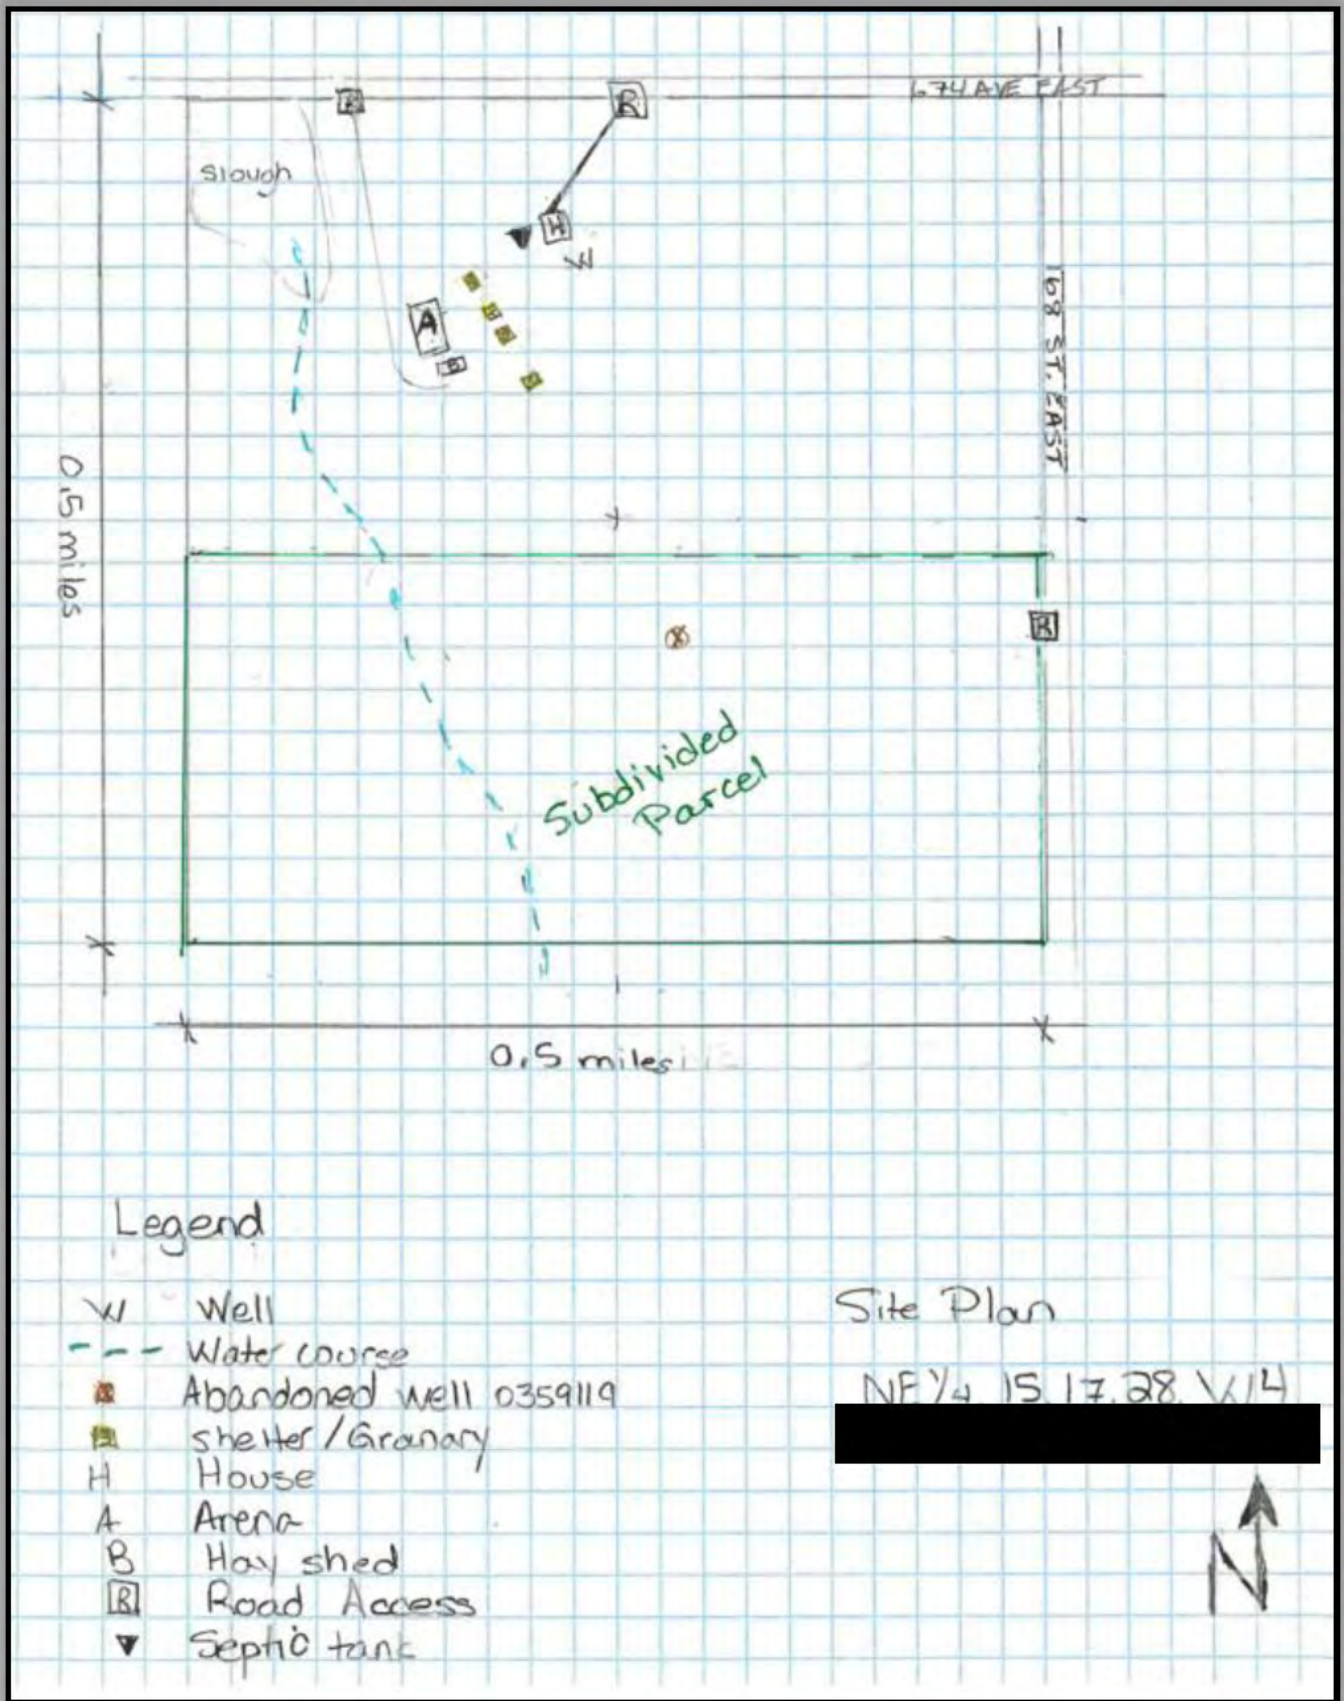 674 AVE EAST
R
R
slough
H
W
A
B
168 ST. EAST
0.5 miles
R
Subdivided
Parcel
0.5 miles
Legend
W Well
Water course
Abandoned well 0359119
shelter/Granary
H House
A Arena
B Hay shed
R Road Access
Septic tank
Site Plan
NE 1/4 15.17.28. W4
N